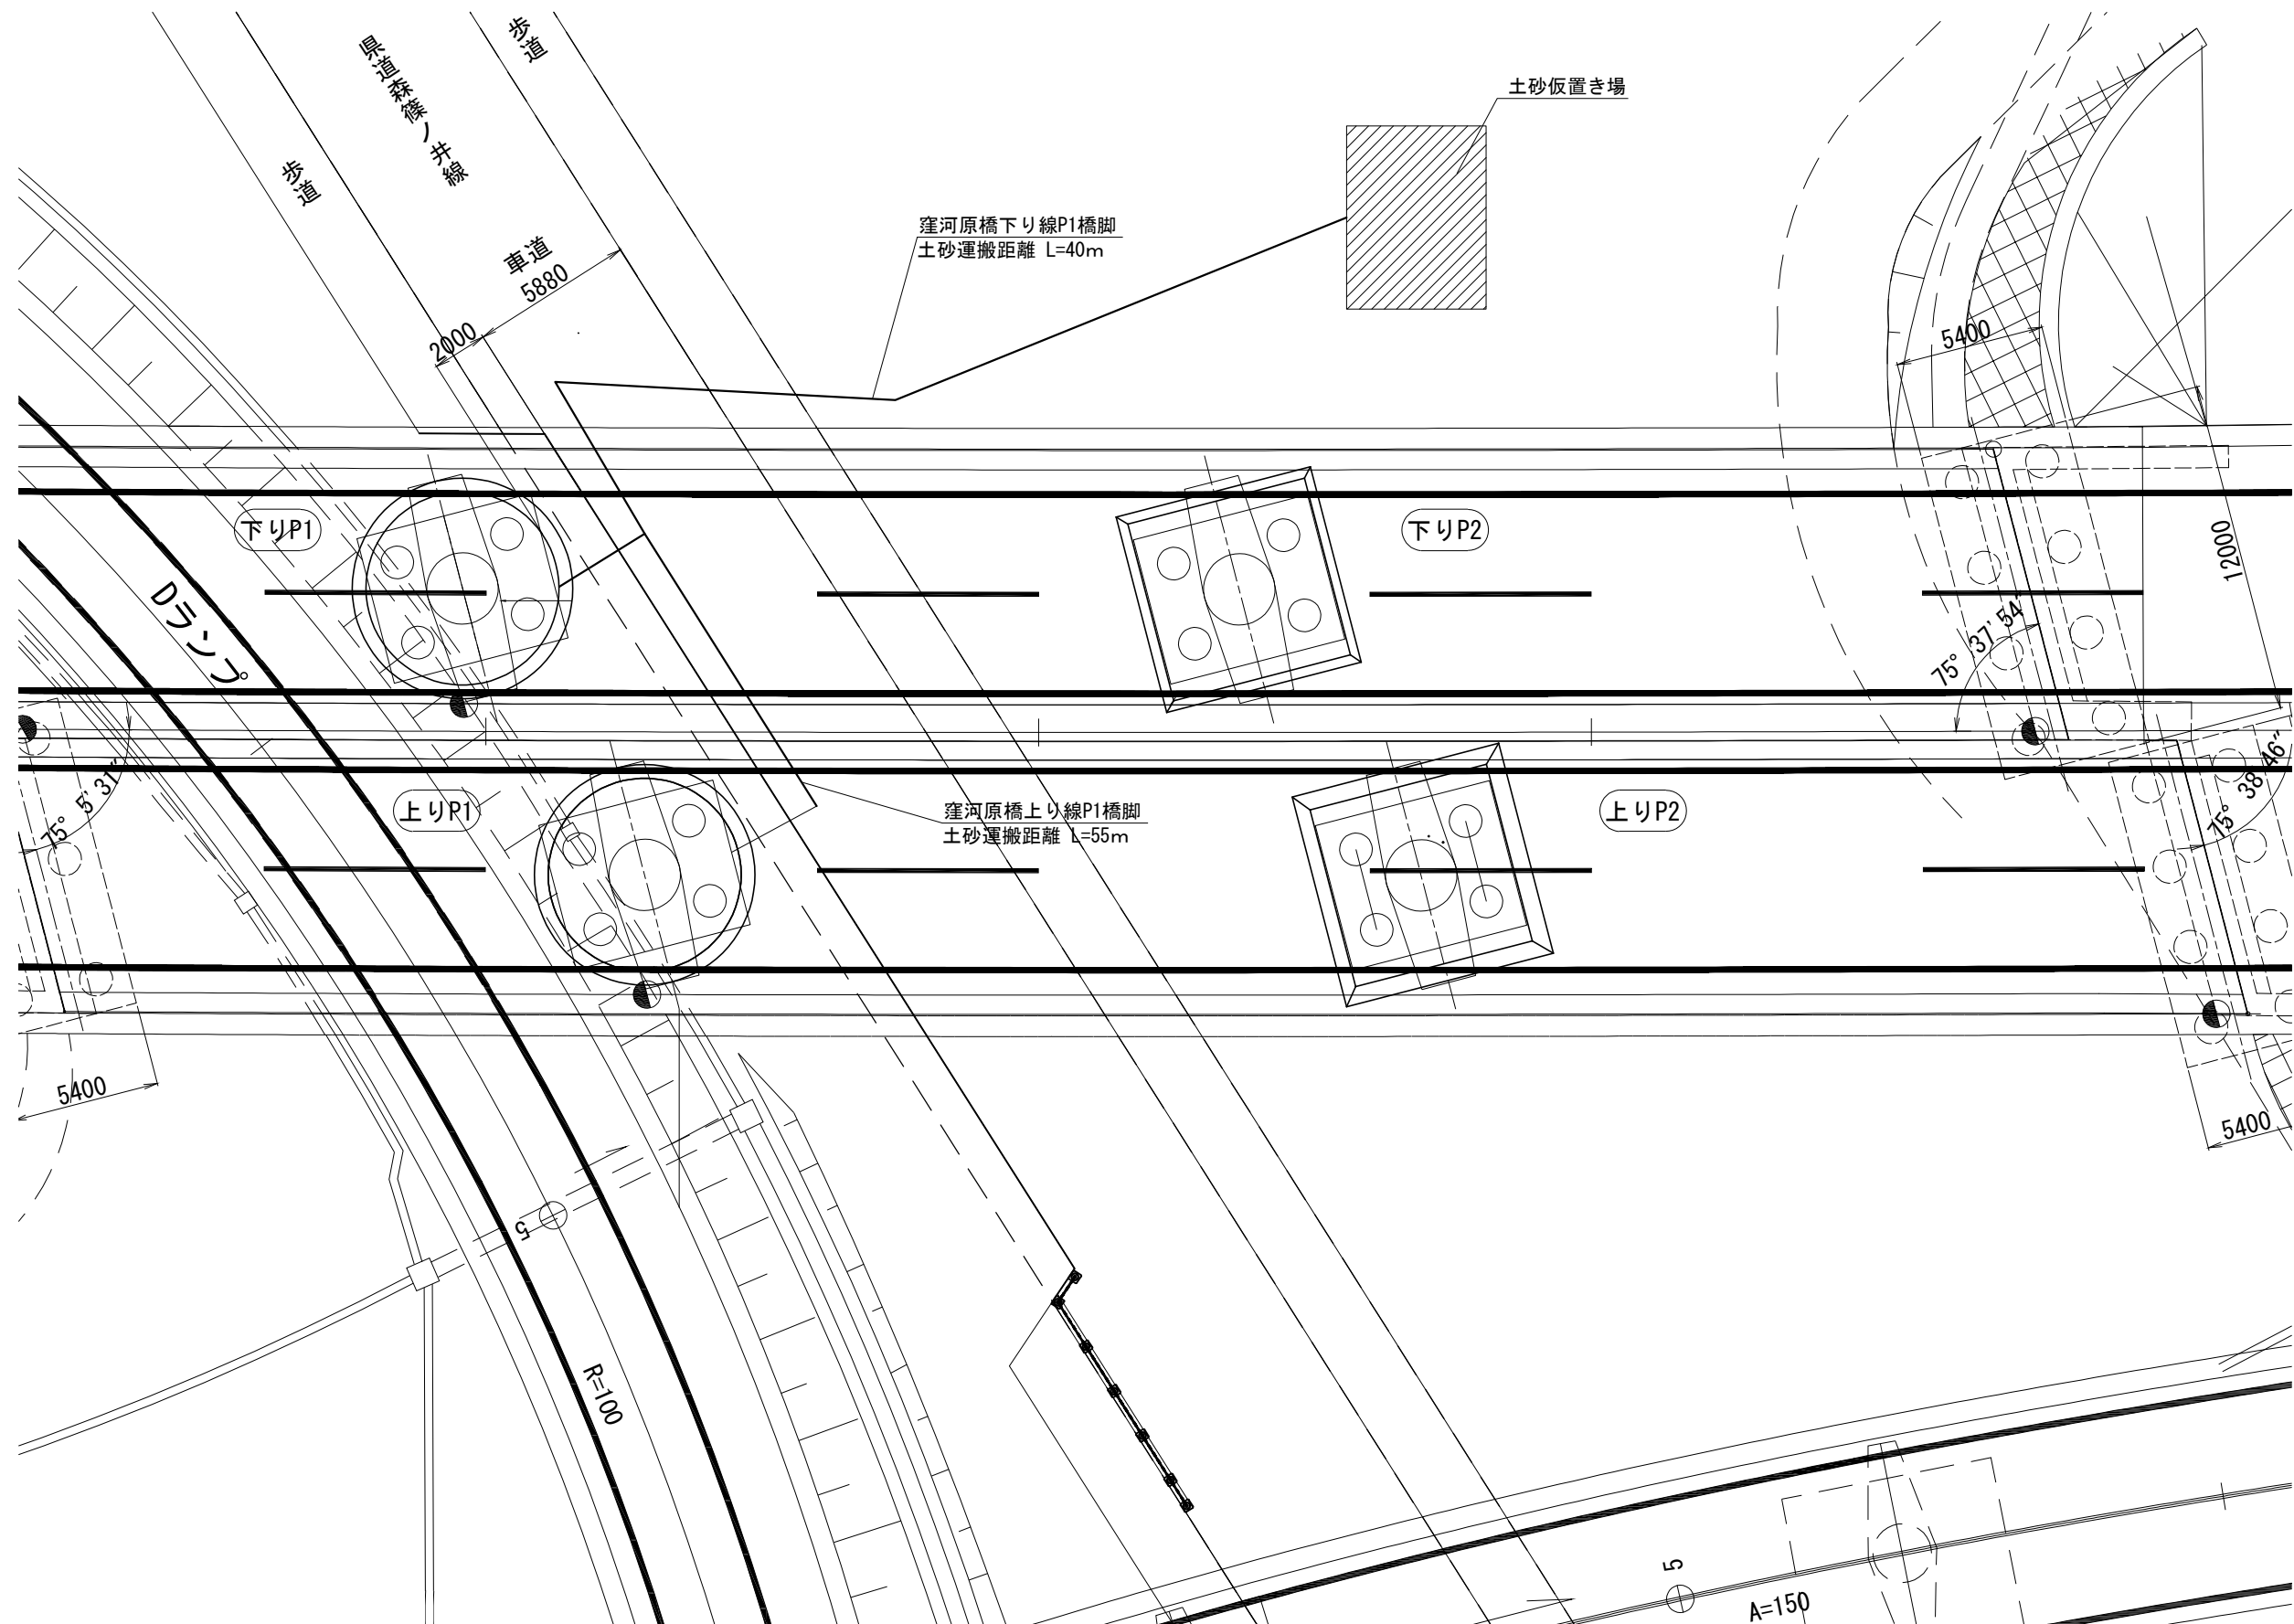 歩道
県道森篠ノ井線
歩道
土砂仮置き場
窪河原橋下り線P1橋脚
土砂運搬距離 L=40m
車道
5880
2000
5400
下りP1
下りP2
12000
75° 37′ 54″
Dランプ
75° 5′ 31″
上りP1
窪河原橋上り線P1橋脚
土砂運搬距離 L=55m
上りP2
75° 38′ 46″
5400
5400
5
R=100
5
A=150